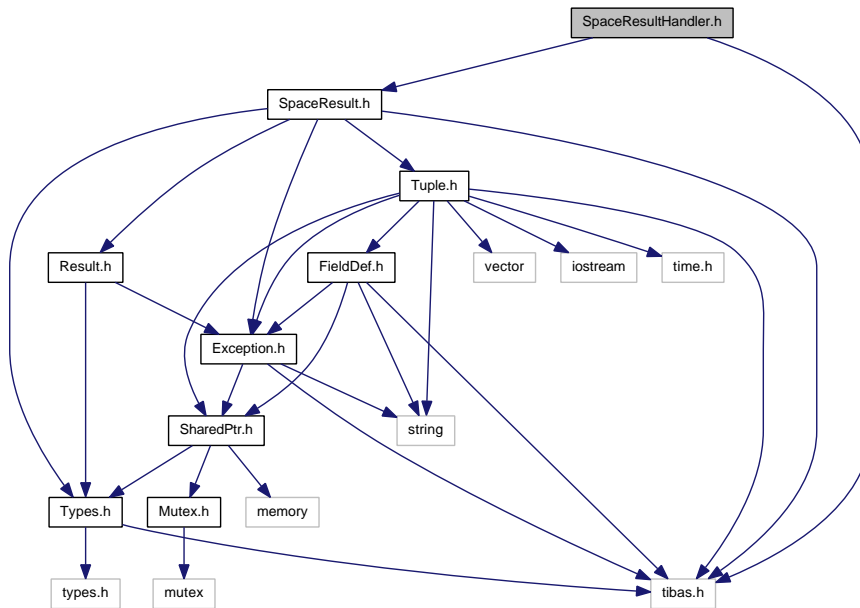 SpaceResultHandler.h
SpaceResult.h
Tuple.h
Result.h
FieldDef.h
vector
iostream
time.h
Exception.h
SharedPtr.h
string
Types.h
Mutex.h
memory
types.h
mutex
tibas.h